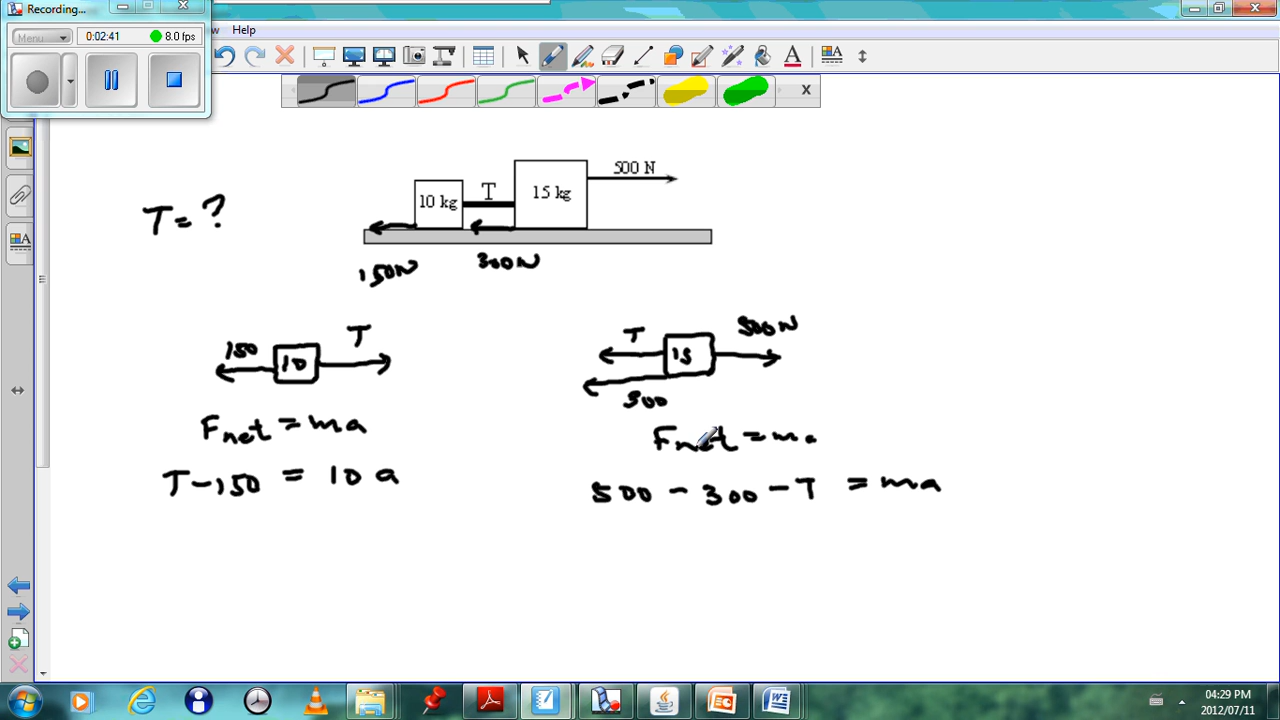 Recording...
Menu
0:02:41
8.0 fps
Help
A
x
500 N
T
10 kg
15 kg
T = ?
150N
300N
150
10
T
T
15
500N
300
Fnet = ma
Fnet = ma
T - 150 = 10 a
500 - 300 - T = ma
04:29 PM
2012/07/11